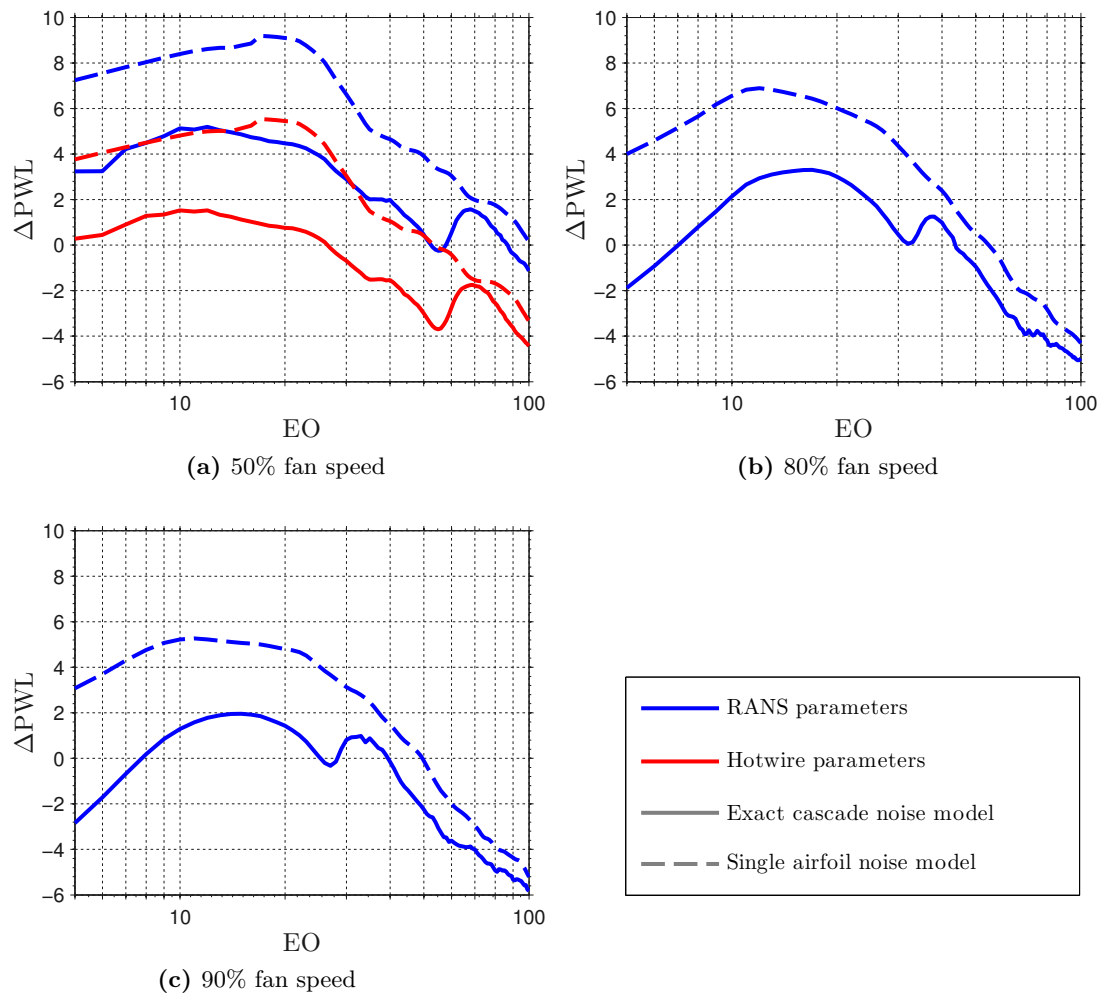 10
8
6
4
2
0
−2
−4
−6
ΔPWL
10
100
EO
(a) 50% fan speed
10
8
6
4
2
0
−2
−4
−6
ΔPWL
10
100
EO
(b) 80% fan speed
10
8
6
4
2
0
−2
−4
−6
ΔPWL
10
100
EO
(c) 90% fan speed
RANS parameters
Hotwire parameters
Exact cascade noise model
Single airfoil noise model